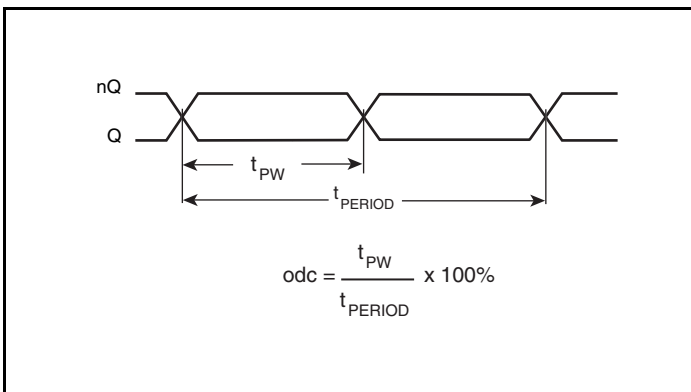 nQ
Q
tPW
tPERIOD
odc = tPW / tPERIOD x 100%